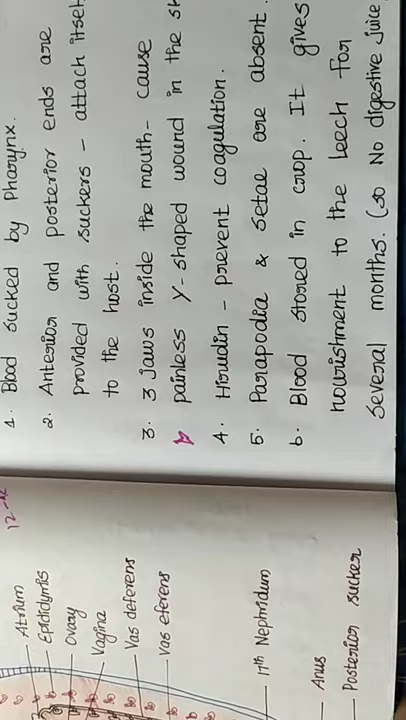 1. Blood sucked by Pharynx.
2. Anterior and posterior ends are
provided with suckers - attach itself
to the host.
3. 3 jaws inside the mouth - cause
painless Y-shaped wound in the
4. Hirudin - prevent coagulation.
5. Parapodia & setae are absent.
6. Blood stored in crop. It gives
nourishment to the leech for
several months. (so No digestive juice
Atrium
Epididymis
Ovary
Vagina
Vas deferens
Vas eferens
17th Nephridium
Anus
Posterior sucker